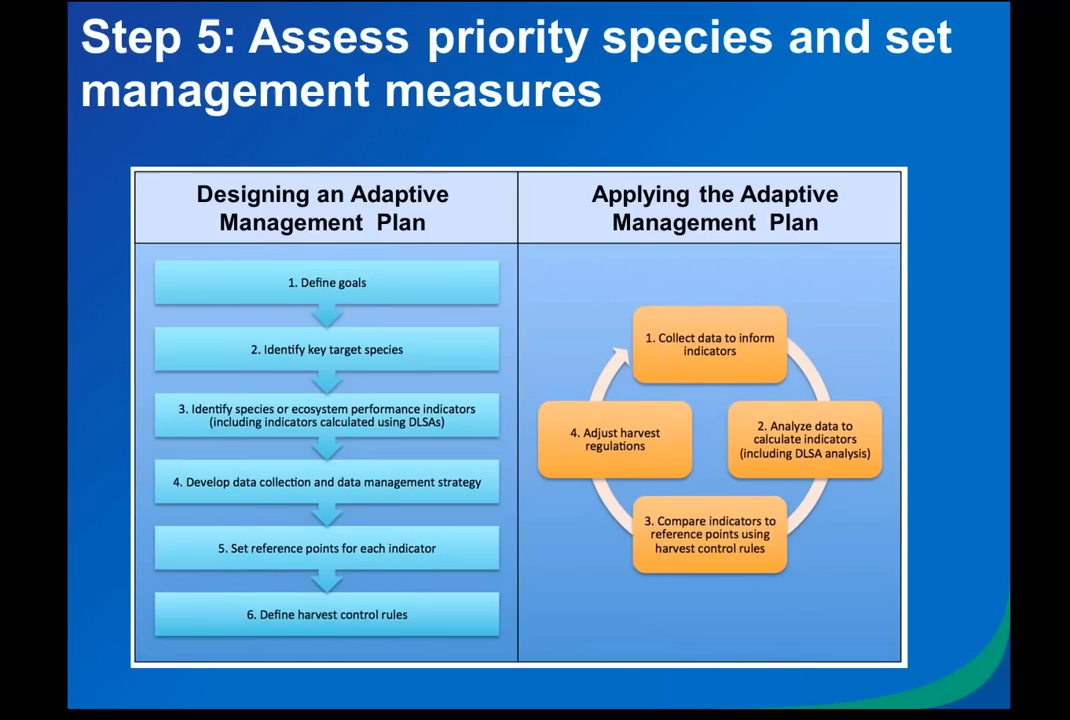 Step 5: Assess priority species and set
management measures
Designing an Adaptive
Management Plan
1. Define goals
2. Identify key target species
3. Identify species or ecosystem performance indicators
(including indicators calculated using DLSAs)
4. Develop data collection and data management strategy
5. Set reference points for each indicator
6. Define harvest control rules
Applying the Adaptive
Management Plan
1. Collect data to inform
indicators
2. Analyze data to
calculate indicators
(including DLSA analysis)
3. Compare indicators to
reference points using
harvest control rules
4. Adjust harvest
regulations